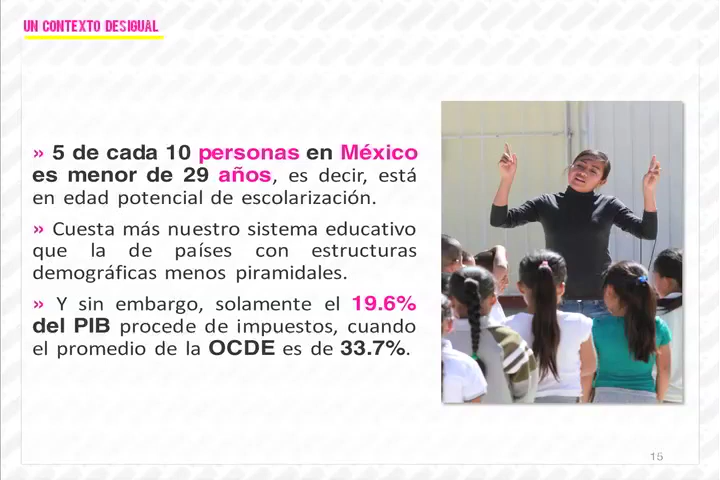 UN CONTEXTO DESIGUAL
» 5 de cada 10 personas en México
es menor de 29 años, es decir, está
en edad potencial de escolarización.
» Cuesta más nuestro sistema educativo
que la de países con estructuras
demográficas menos piramidales.
» Y sin embargo, solamente el 19.6%
del PIB procede de impuestos, cuando
el promedio de la OCDE es de 33.7%.
15